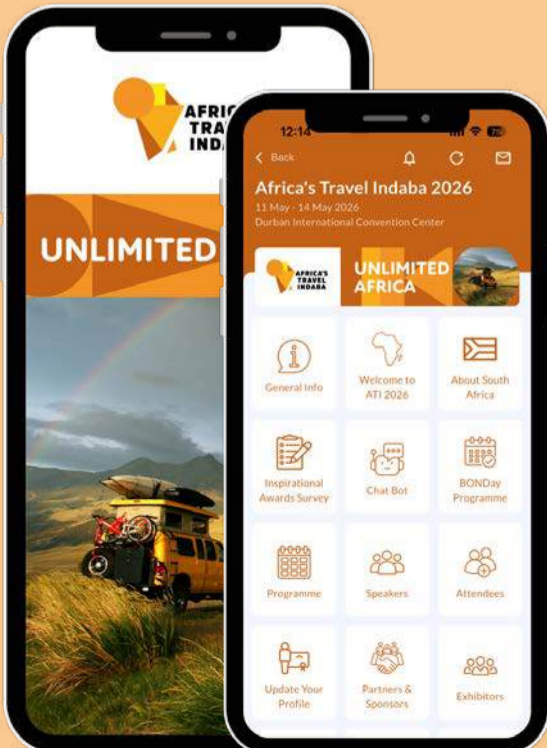 AFRIC
TRA
IND
UNLIMITED
12:14
Back
Africa's Travel Indaba 2026
11 May - 14 May 2026
Durban International Convention Center
AFRICA'S
TRAVEL
INDABA
UNLIMITED
AFRICA
General Info
Welcome to
ATI 2026
About South
Africa
Inspirational
Awards Survey
Chat Bot
BONDay
Programme
Programme
Speakers
Attendees
Update Your
Profile
Partners &
Sponsors
Exhibitors